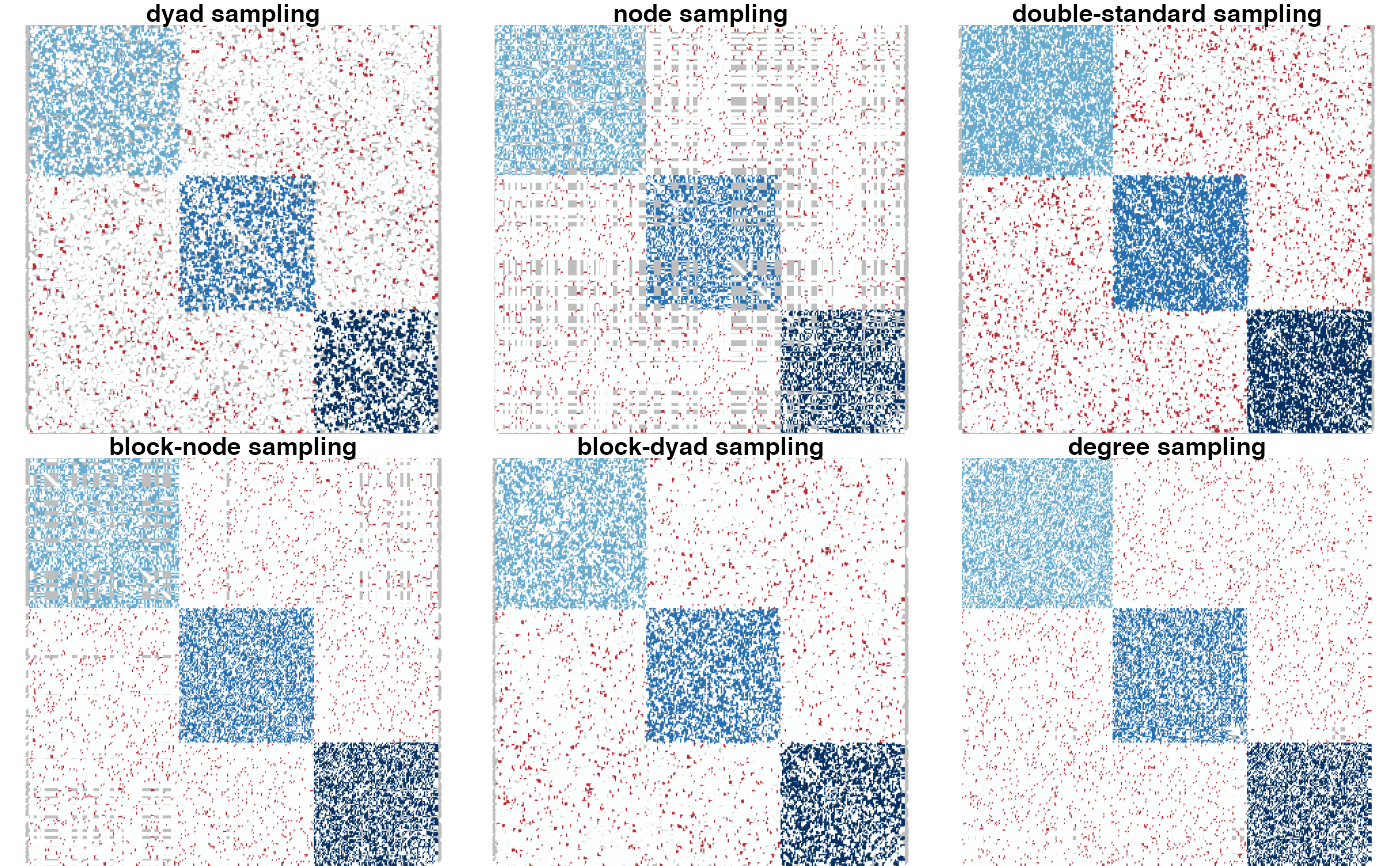 dyad sampling
node sampling
double-standard sampling
block-node sampling
block-dyad sampling
degree sampling